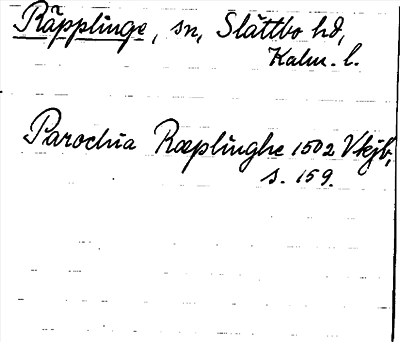 Räpplinge, sn, Slättbo hd,
Kalm. l.
Parochia Ræplinghe 1502 Vkjb,
s. 159.